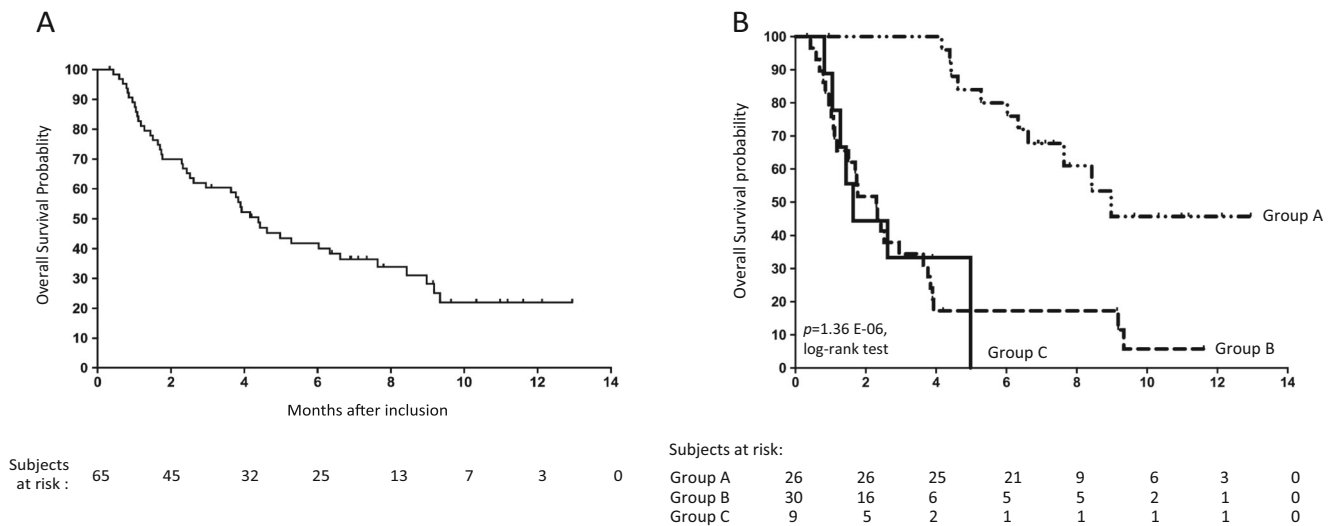 A
Overall Survival Probablity
100
90
80
70
60
50
40
30
20
10
0
0 2 4 6 8 10 12 14
Months after inclusion
Subjects at risk : 65 45 32 25 13 7 3 0
B
Overall Survival probability
100
90
80
70
60
50
40
30
20
10
0
Group A
p=1.36 E-06,
log-rank test
Group C
Group B
0 2 4 6 8 10 12 14
Subjects at risk:
Group A 26 26 25 21 9 6 3 0
Group B 30 16 6 5 5 2 1 0
Group C 9 5 2 1 1 1 1 0